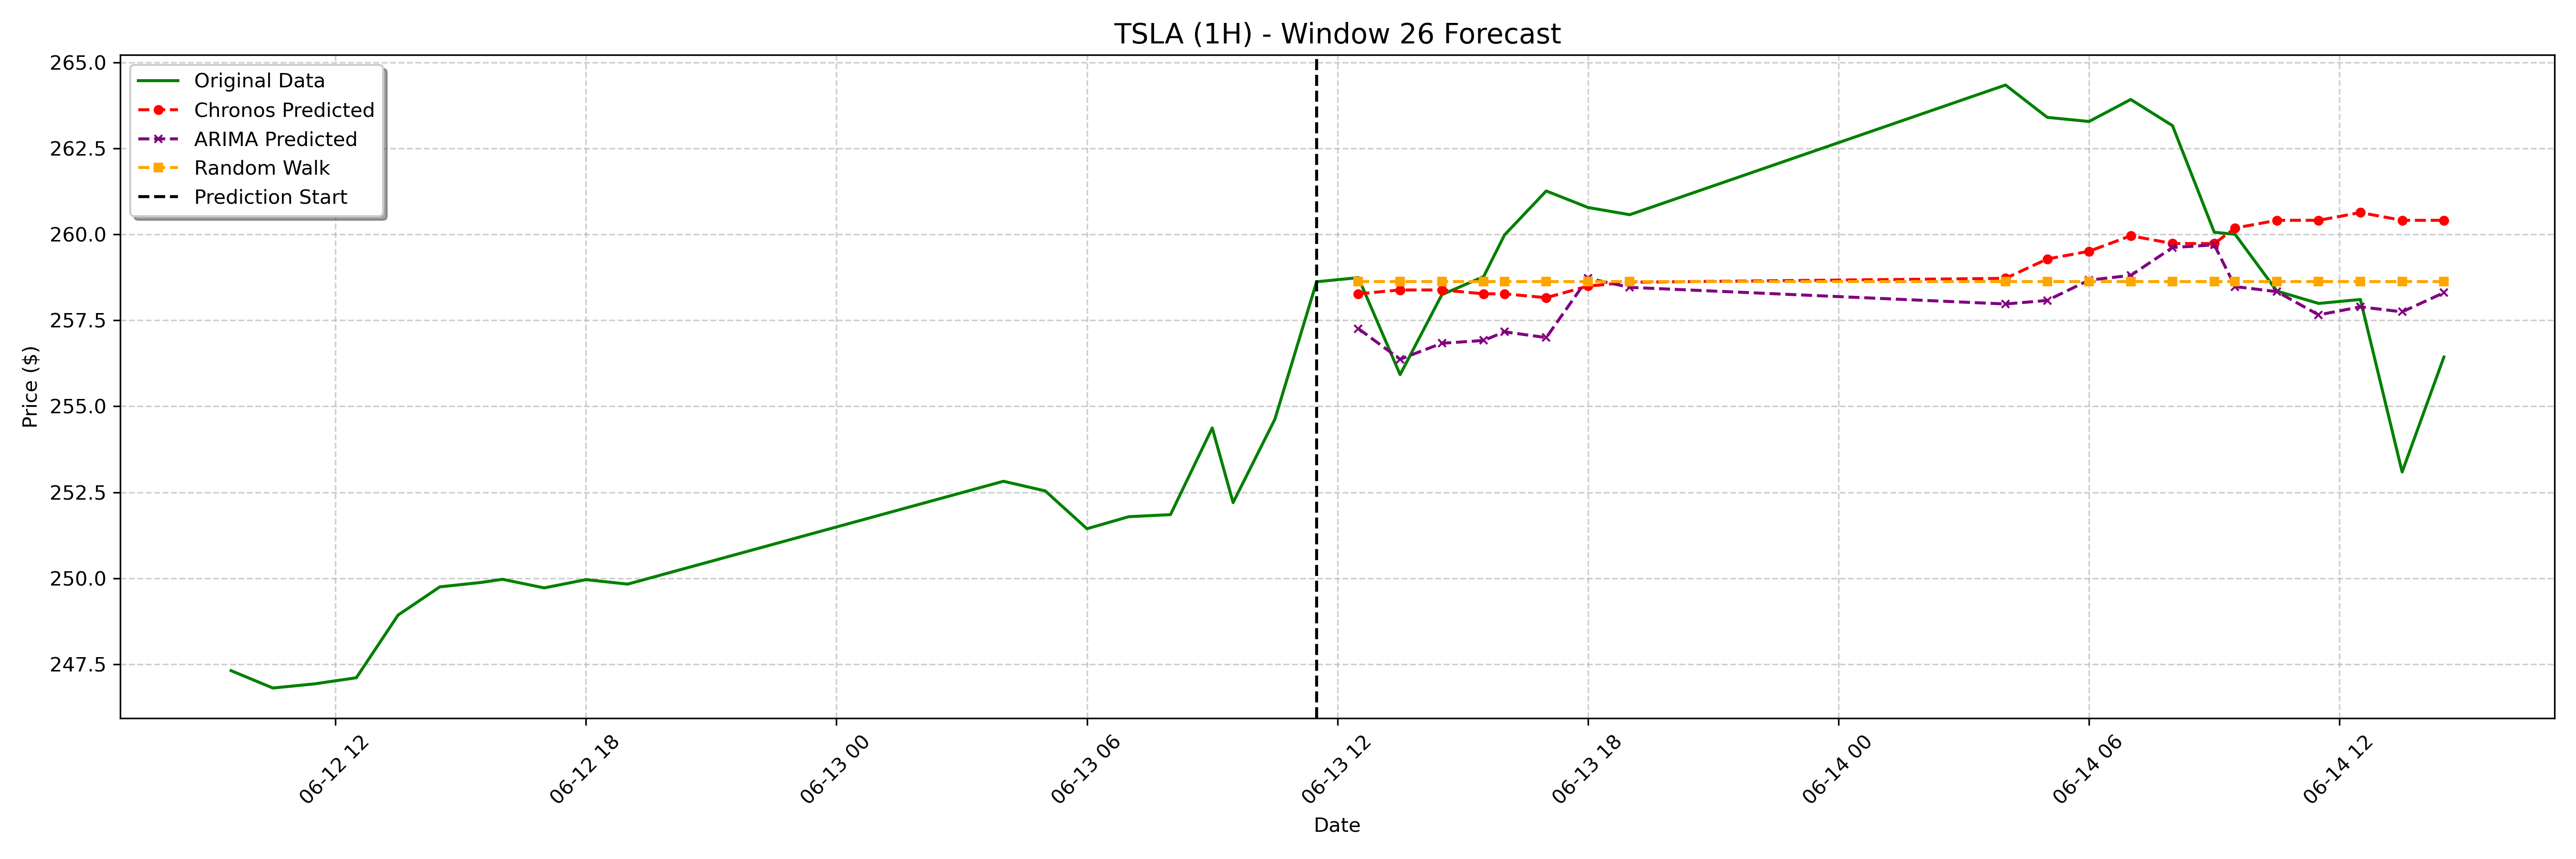 TSLA (1H) - Window 26 Forecast
Original Data
Chronos Predicted
ARIMA Predicted
Random Walk
Prediction Start
Price ($)
265.0
262.5
260.0
257.5
255.0
252.5
250.0
247.5
06-12 12
06-12 18
06-13 00
06-13 06
06-13 12
06-13 18
06-14 00
06-14 06
06-14 12
Date